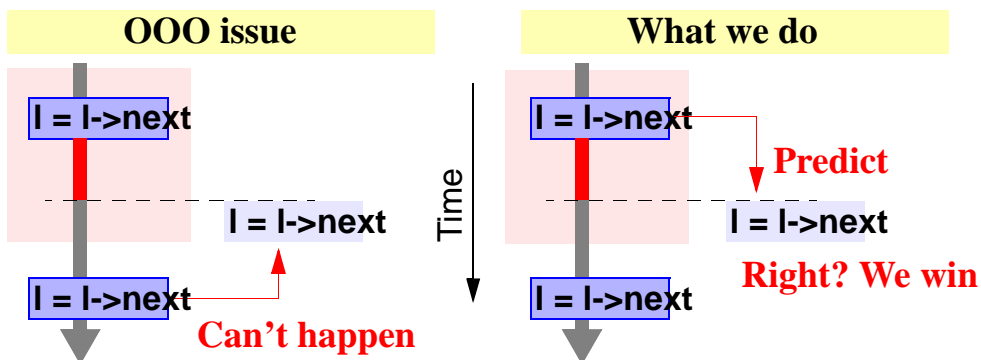 OOO issue
l = l->next
l = l->next
l = l->next
Can't happen
Time
What we do
l = l->next
Predict
l = l->next
Right? We win
l = l->next